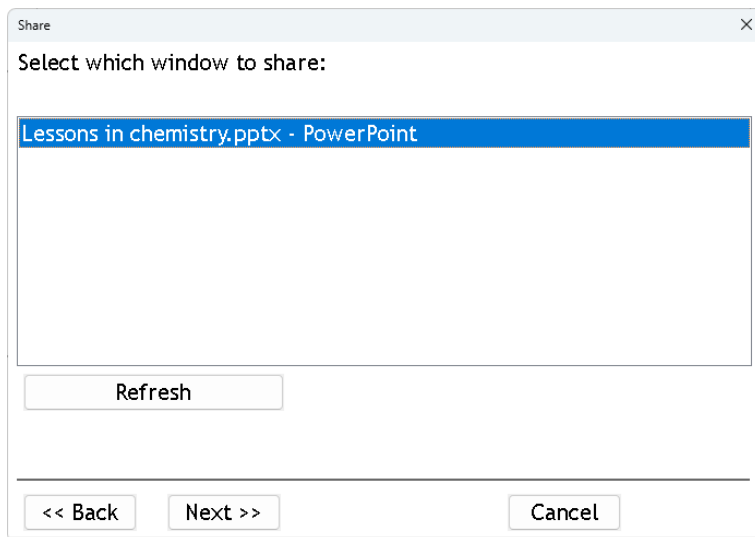 Share
Select which window to share:
Lessons in chemistry.pptx - PowerPoint
Refresh
<< Back
Next >>
Cancel